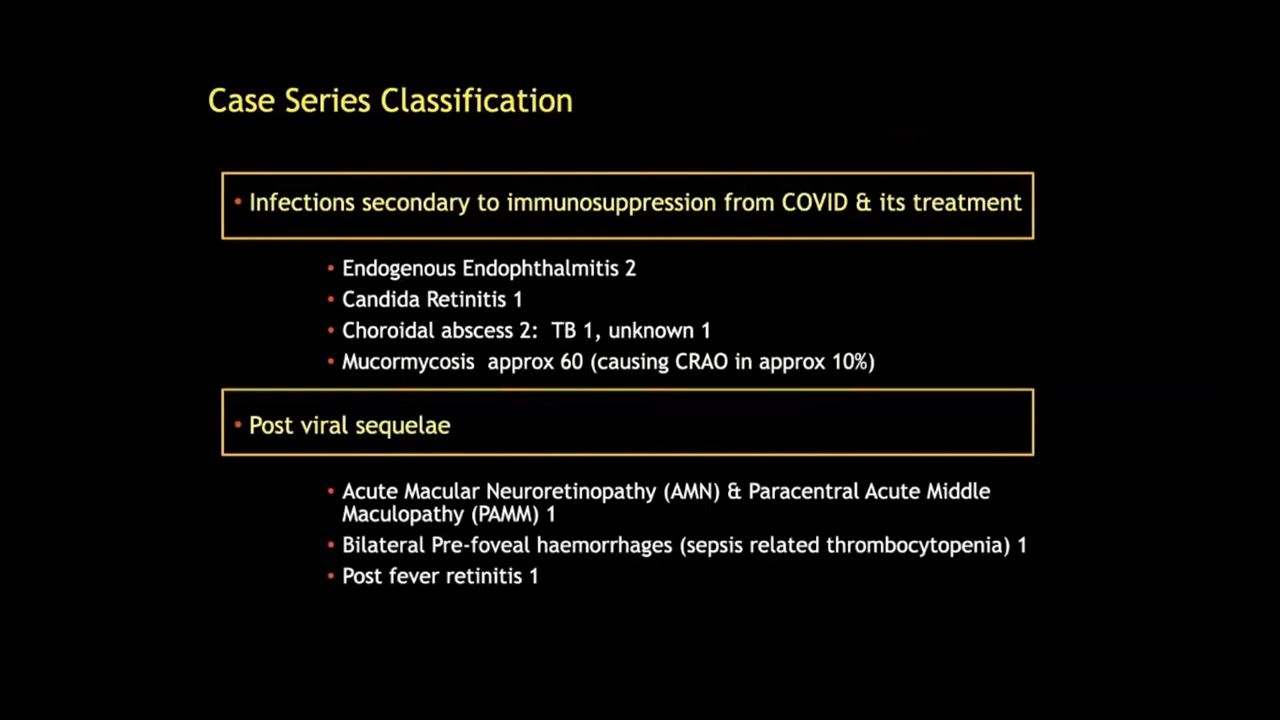 Case Series Classification
• Infections secondary to immunosuppression from COVID & its treatment
• Endogenous Endophthalmitis 2
• Candida Retinitis 1
• Choroidal abscess 2:  TB 1, unknown 1
• Mucormycosis  approx 60 (causing CRAO in approx 10%)
• Post viral sequelae
• Acute Macular Neuroretinopathy (AMN) & Paracentral Acute Middle
Maculopathy (PAMM) 1
• Bilateral Pre-foveal haemorrhages (sepsis related thrombocytopenia) 1
• Post fever retinitis 1